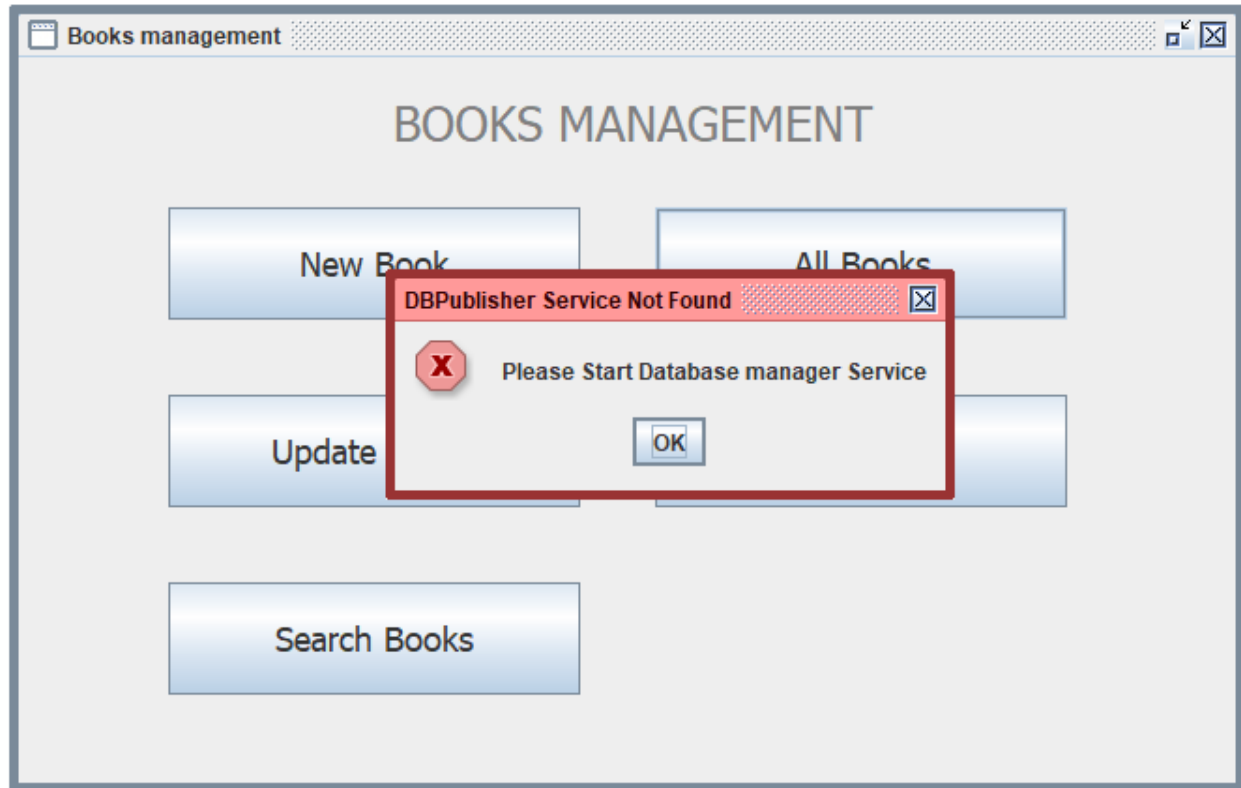 Books management
BOOKS MANAGEMENT
New Book
All Books
DBPublisher Service Not Found
Please Start Database manager Service
OK
Update
Search Books